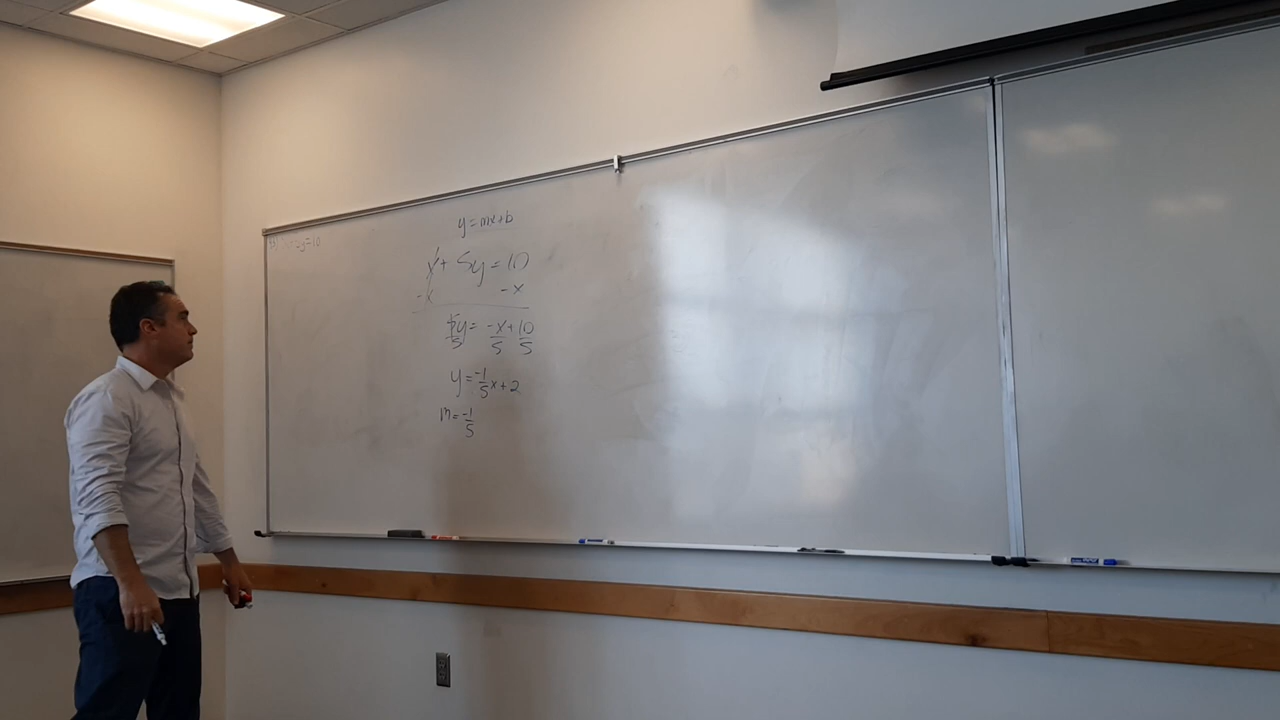 y = mx+b
x + 5y = 10
-x -x
5y = -x + 10
5 5 5
y = -1/5 x + 2
m = -1/5